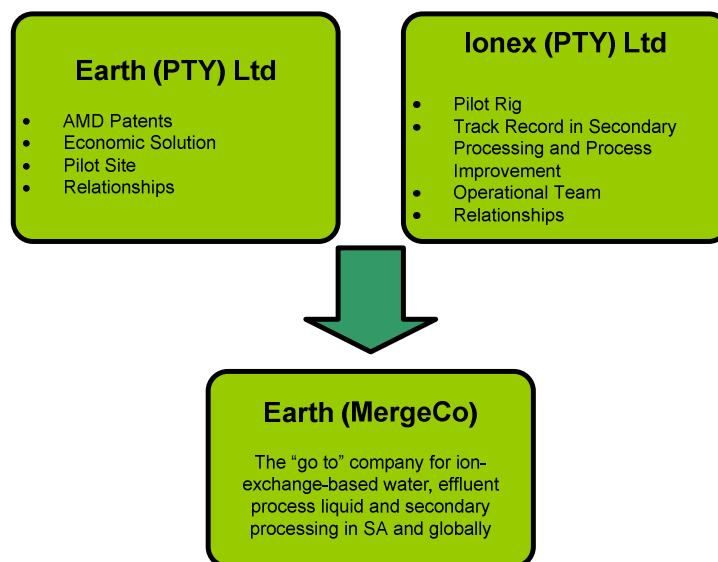 Earth (PTY) Ltd
• AMD Patents
• Economic Solution
• Pilot Site
• Relationships
Ionex (PTY) Ltd
• Pilot Rig
• Track Record in Secondary
Processing and Process
Improvement
• Operational Team
• Relationships
Earth (MergeCo)
The “go to” company for ion-
exchange-based water, effluent
process liquid and secondary
processing in SA and globally